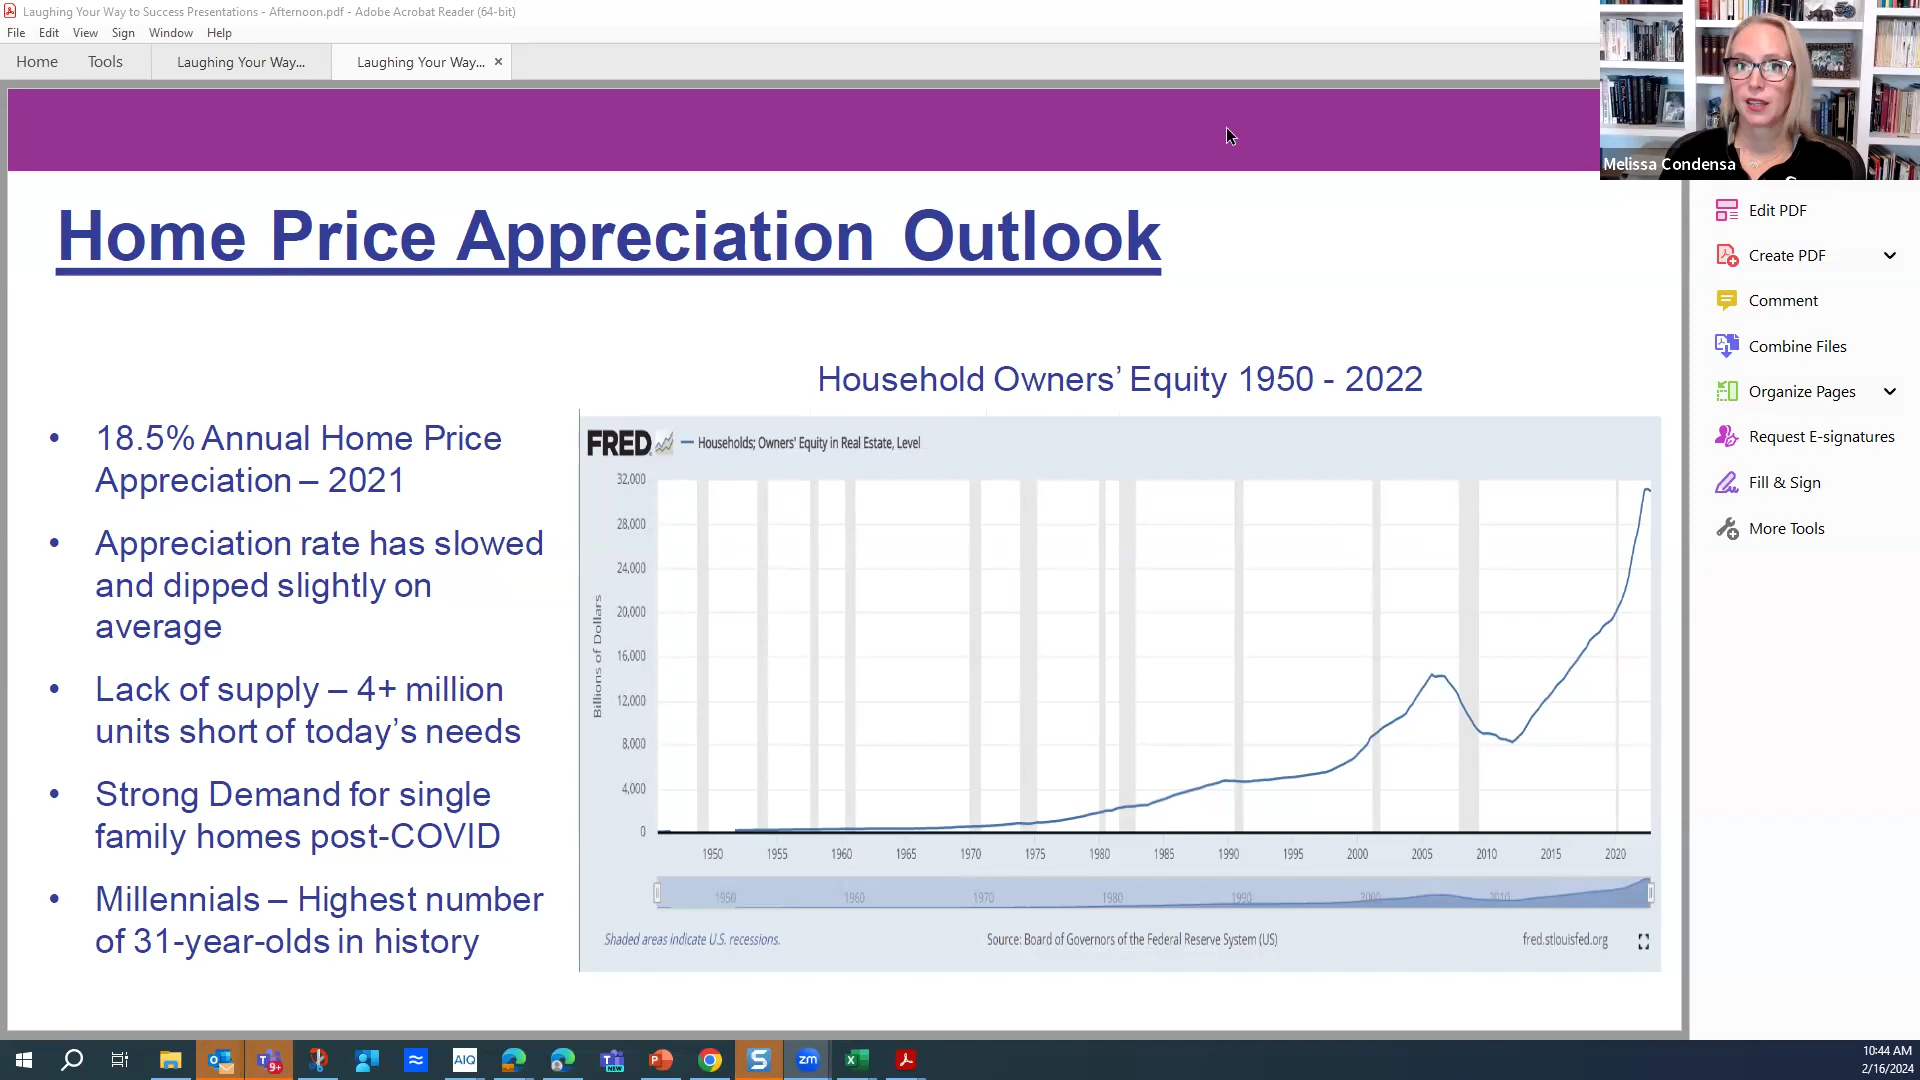 Laughing Your Way to Success Presentations - Afternoon.pdf - Adobe Acrobat Reader (64-bit)
File Edit View Sign Window Help
Home Tools Laughing Your Way... Laughing Your Way... ×
Melissa Condensa
Home Price Appreciation Outlook
Household Owners’ Equity 1950 - 2022
• 18.5% Annual Home Price
Appreciation – 2021
• Appreciation rate has slowed
and dipped slightly on
average
• Lack of supply – 4+ million
units short of today’s needs
• Strong Demand for single
family homes post-COVID
• Millennials – Highest number
of 31-year-olds in history
FRED — Households; Owners' Equity in Real Estate, Level
Billions of Dollars
32,000
28,000
24,000
20,000
16,000
12,000
8,000
4,000
0
1950 1955 1960 1965 1970 1975 1980 1985 1990 1995 2000 2005 2010 2015 2020
1950 1960 1970 1980 1990 2000 2010
Shaded areas indicate U.S. recessions. Source: Board of Governors of the Federal Reserve System (US) fred.stlouisfed.org
Edit PDF
Create PDF
Comment
Combine Files
Organize Pages
Request E-signatures
Fill & Sign
More Tools
9+ AIQ NEW S zm
10:44 AM
2/16/2024